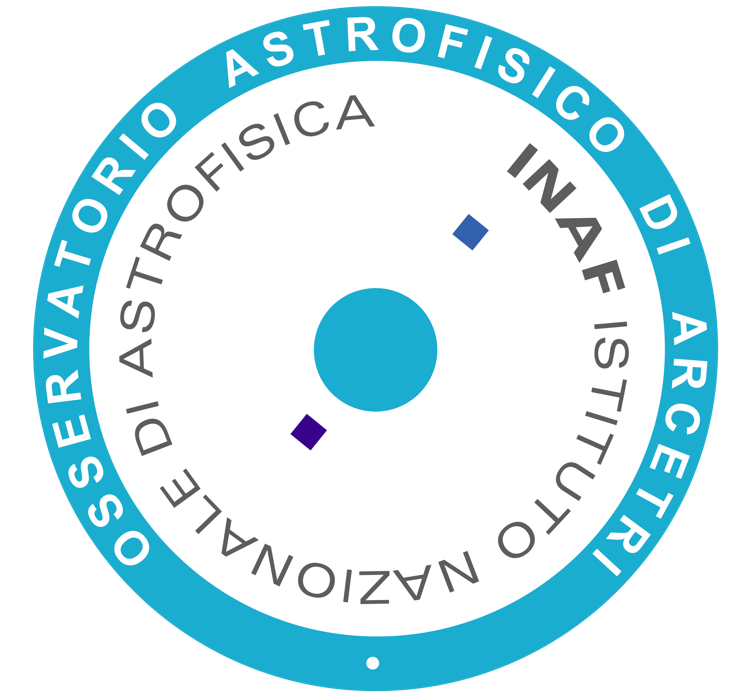 OSSERVATORIO ASTROFISICO DI ARCETRI
INAF ISTITUTO NAZIONALE DI ASTROFISICA